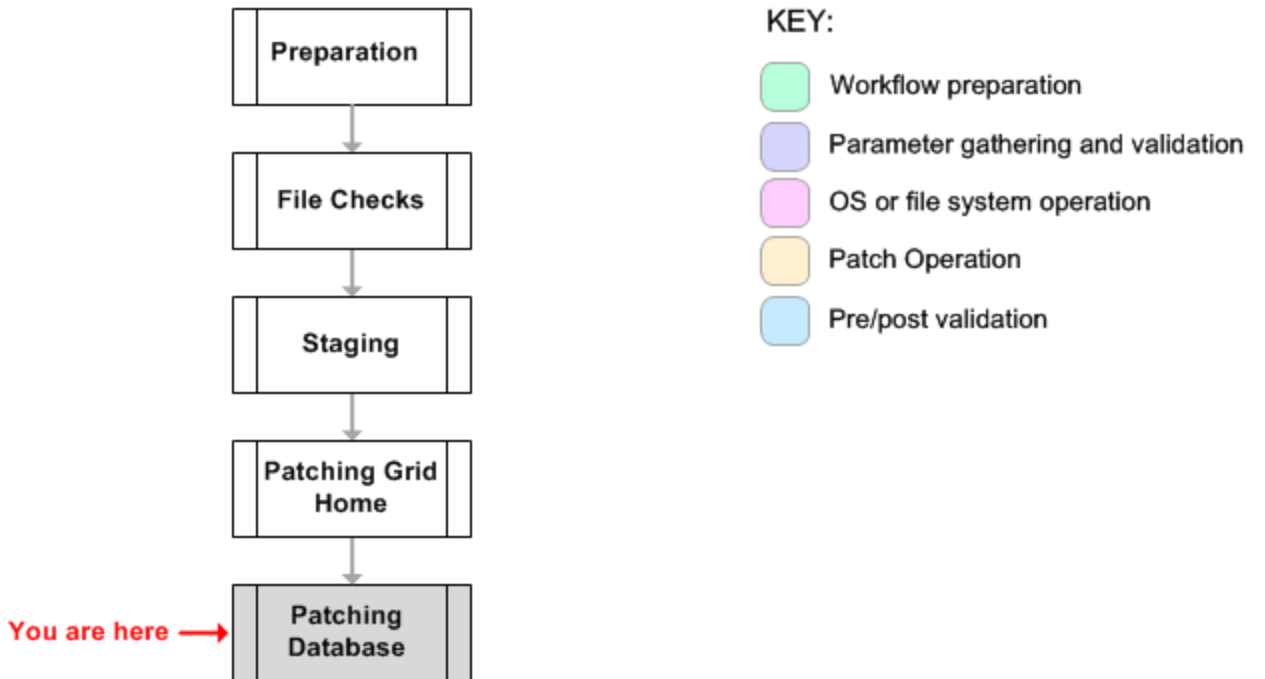 Preparation
File Checks
Staging
Patching Grid
Home
Patching
Database
You are here
KEY:
Workflow preparation
Parameter gathering and validation
OS or file system operation
Patch Operation
Pre/post validation